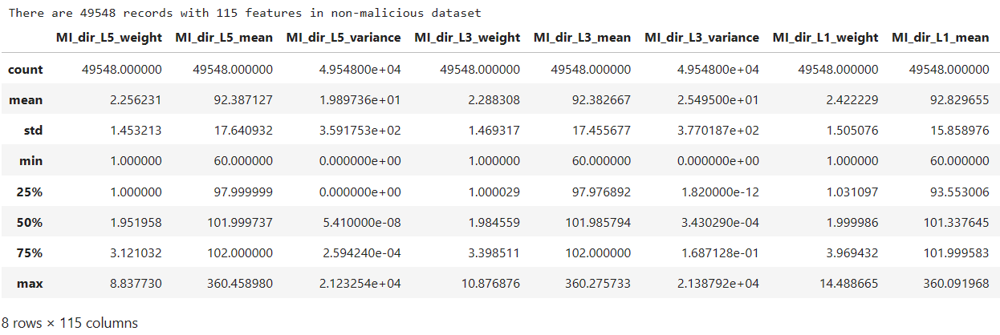 There are 49548 records with 115 features in non-malicious dataset
MI_dir_L5_weight MI_dir_L5_mean MI_dir_L5_variance MI_dir_L3_weight MI_dir_L3_mean MI_dir_L3_variance MI_dir_L1_weight MI_dir_L1_mean
count 49548.000000 49548.000000 4.954800e+04 49548.000000 49548.000000 4.954800e+04 49548.000000 49548.000000
mean 2.256231 92.387127 1.989736e+01 2.288308 92.382667 2.549500e+01 2.422229 92.829655
std 1.453213 17.640932 3.591753e+02 1.469317 17.455677 3.770187e+02 1.505076 15.858976
min 1.000000 60.000000 0.000000e+00 1.000000 60.000000 0.000000e+00 1.000000 60.000000
25% 1.000000 97.999999 0.000000e+00 1.000029 97.976892 1.820000e-12 1.031097 93.553006
50% 1.951958 101.999737 5.410000e-08 1.984559 101.985794 3.430290e-04 1.999986 101.337645
75% 3.121032 102.000000 2.594240e-04 3.398511 102.000000 1.687128e-01 3.969432 101.999583
max 8.837730 360.458980 2.123254e+04 10.876876 360.275733 2.138792e+04 14.488665 360.091968
8 rows × 115 columns